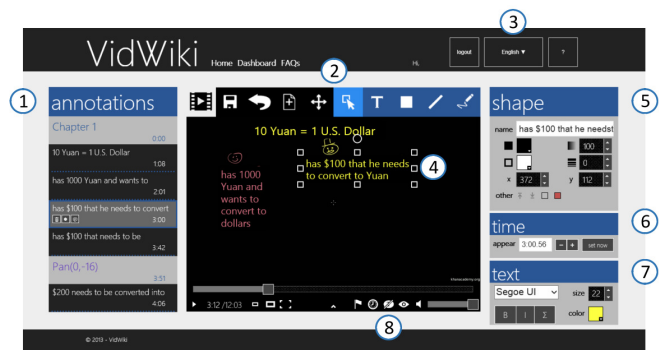 3
VidWiki
Home Dashboard FAQs
Hi,
logout
English ▼
?
2
1
annotations
Chapter 1
0:00
10 Yuan = 1 U.S. Dollar
1:08
has 1000 Yuan and wants to
2:01
has $100 that he needs to convert
3:00
has $100 that needs to be
3:42
Pan(0,-16)
3:51
$200 needs to be converted into
4:06
T
10 Yuan = 1 U.S. Dollar
has 1000
Yuan and
wants to
convert to
dollars
has $100 that he needs
to convert to Yuan
4
khanacademy.org
3:12 /12:03
8
shape
5
name has $100 that he needst
100
0
x 372 y 112
other
time
6
appear 3:00.56 - + set now
text
7
Segoe UI size 22
B I Σ color
© 2013 - VidWiki